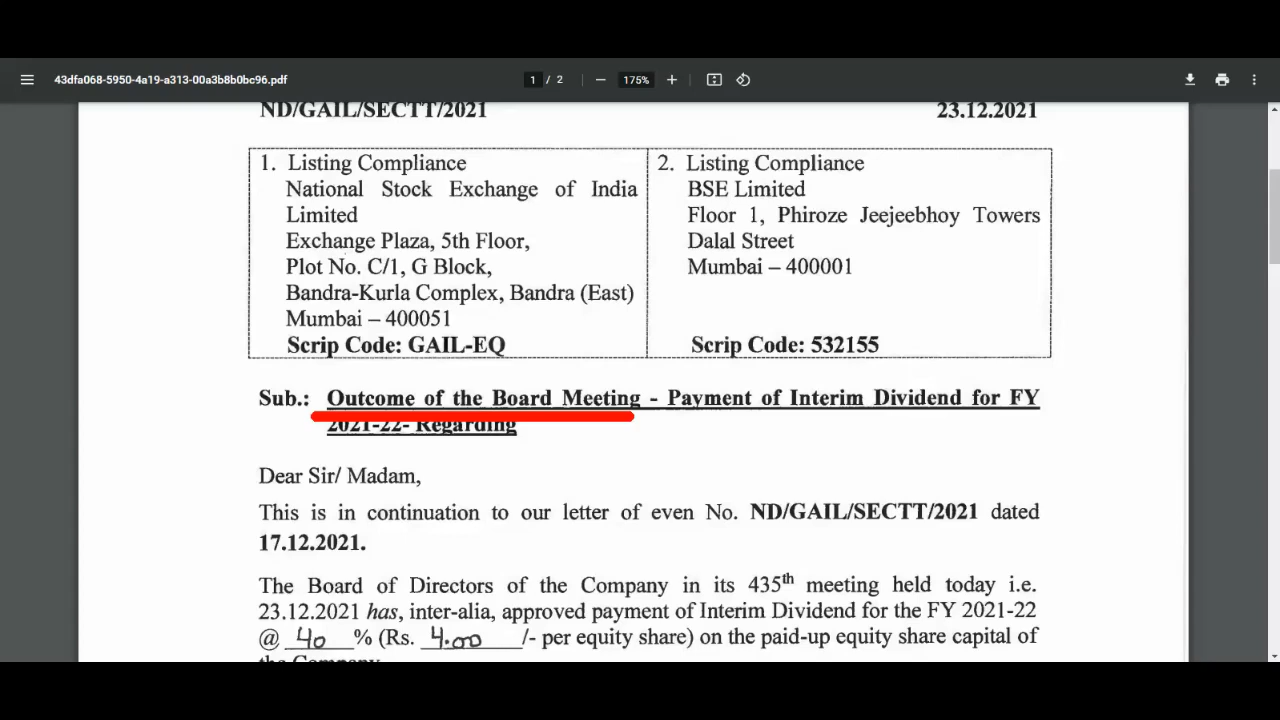 43dfa068-5950-4a19-a313-00a3b8b0bc96.pdf
1 / 2
175%
ND/GAIL/SECTT/2021 23.12.2021
1. Listing Compliance
National Stock Exchange of India
Limited
Exchange Plaza, 5th Floor,
Plot No. C/1, G Block,
Bandra-Kurla Complex, Bandra (East)
Mumbai – 400051
Scrip Code: GAIL-EQ
2. Listing Compliance
BSE Limited
Floor 1, Phiroze Jeejeebhoy Towers
Dalal Street
Mumbai – 400001
Scrip Code: 532155
Sub.: Outcome of the Board Meeting - Payment of Interim Dividend for FY
2021-22- Regarding
Dear Sir/ Madam,
This is in continuation to our letter of even No. ND/GAIL/SECTT/2021 dated
17.12.2021.
The Board of Directors of the Company in its 435th meeting held today i.e.
23.12.2021 has, inter-alia, approved payment of Interim Dividend for the FY 2021-22
@ 40 % (Rs. 4.00 /- per equity share) on the paid-up equity share capital of
the Company